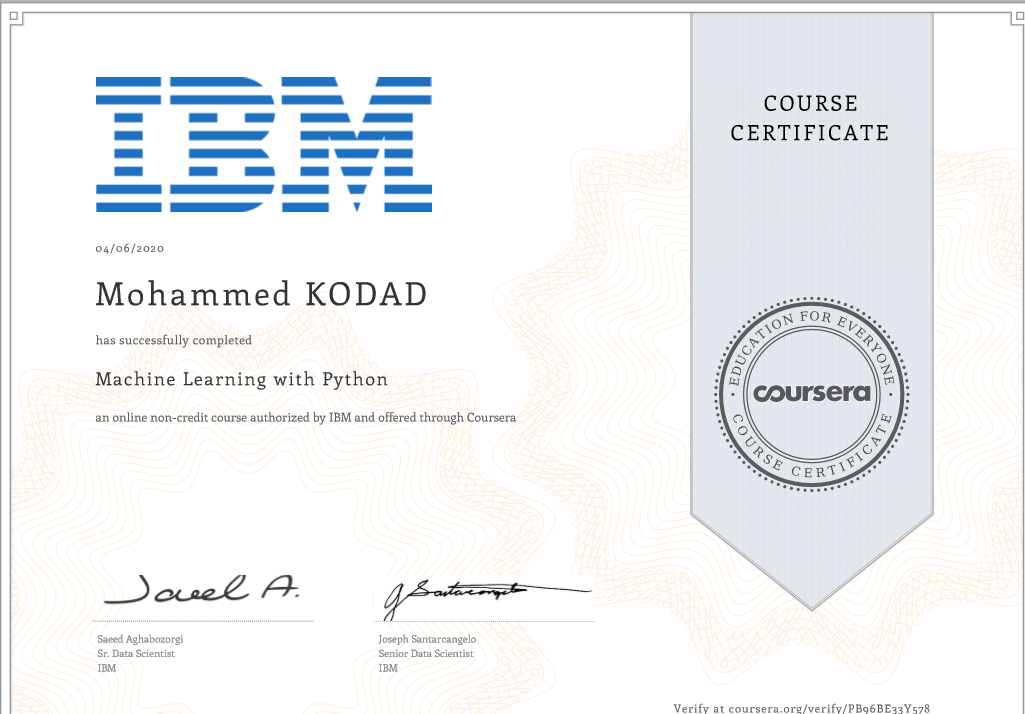 IBM
COURSE
CERTIFICATE
04/06/2020
Mohammed KODAD
has successfully completed
Machine Learning with Python
an online non-credit course authorized by IBM and offered through Coursera
EDUCATION FOR EVERYONE
coursera
COURSE CERTIFICATE
Saeed Aghabozorgi
Sr. Data Scientist
IBM
Joseph Santarcangelo
Senior Data Scientist
IBM
Verify at coursera.org/verify/PB96BE33Y578